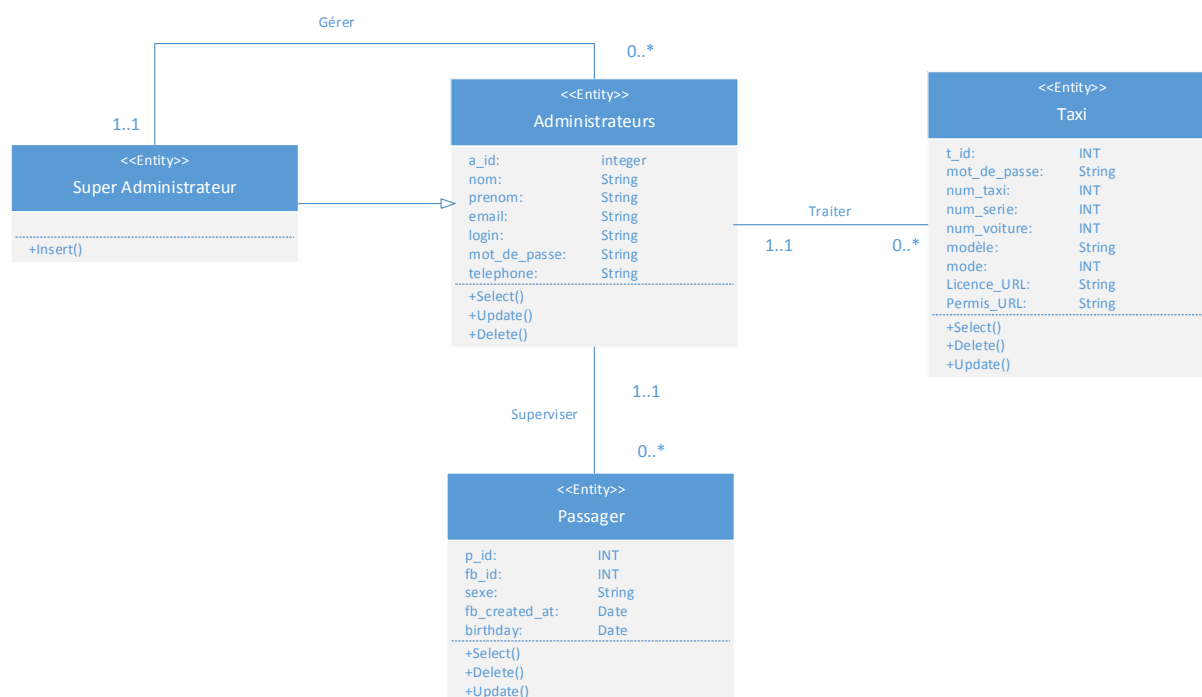 Gérer
0..*
1..1
<<Entity>>
Super Administrateur
+Insert()
<<Entity>>
Administrateurs
a_id: integer
nom: String
prenom: String
email: String
login: String
mot_de_passe: String
telephone: String
+Select()
+Update()
+Delete()
Traiter
1..1
0..*
<<Entity>>
Taxi
t_id: INT
mot_de_passe: String
num_taxi: INT
num_serie: INT
num_voiture: INT
modèle: String
mode: INT
Licence_URL: String
Permis_URL: String
+Select()
+Delete()
+Update()
1..1
Superviser
0..*
<<Entity>>
Passager
p_id: INT
fb_id: INT
sexe: String
fb_created_at: Date
birthday: Date
+Select()
+Delete()
+Update()